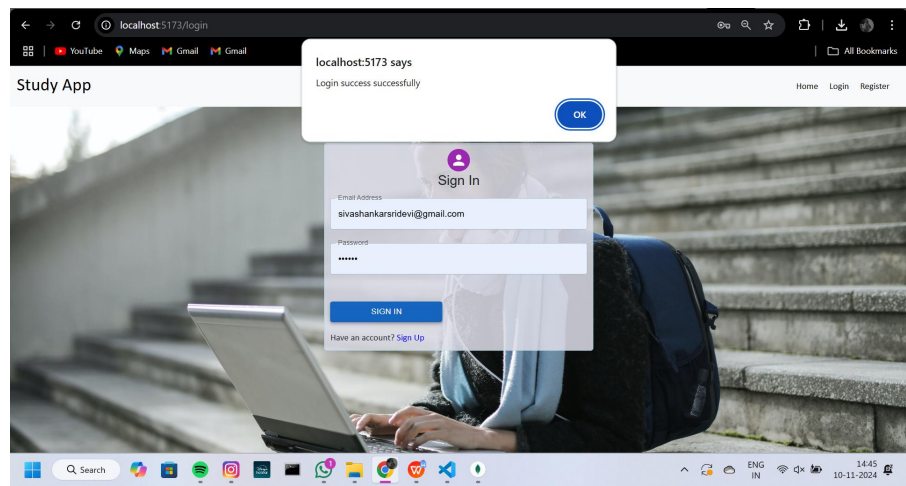 localhost:5173/login
YouTube Maps Gmail Gmail All Bookmarks
localhost:5173 says
Login success successfully
OK
Study App
Home Login Register
Sign In
Email Address
sivashankarsridevi@gmail.com
Password
••••••
SIGN IN
Have an account? Sign Up
Search
ENG
IN
14:45
10-11-2024